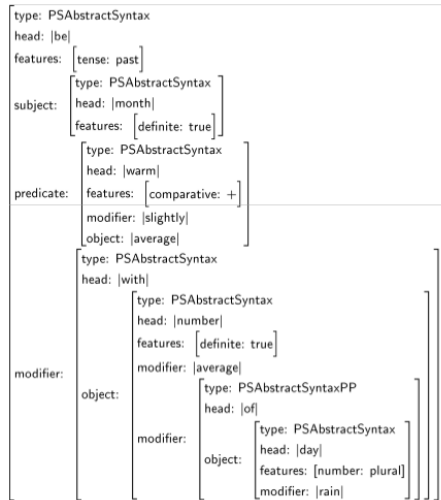 type: PSAbstractSyntax
head: |be|
features: [tense: past]
subject:
type: PSAbstractSyntax
head: |month|
features: [definite: true]
predicate:
type: PSAbstractSyntax
head: |warm|
features: [comparative: +]
modifier: |slightly|
object: |average|
modifier:
type: PSAbstractSyntax
head: |with|
object:
type: PSAbstractSyntax
head: |number|
features: [definite: true]
modifier: |average|
modifier:
type: PSAbstractSyntaxPP
head: |of|
object:
type: PSAbstractSyntax
head: |day|
features: [number: plural]
modifier: |rain|